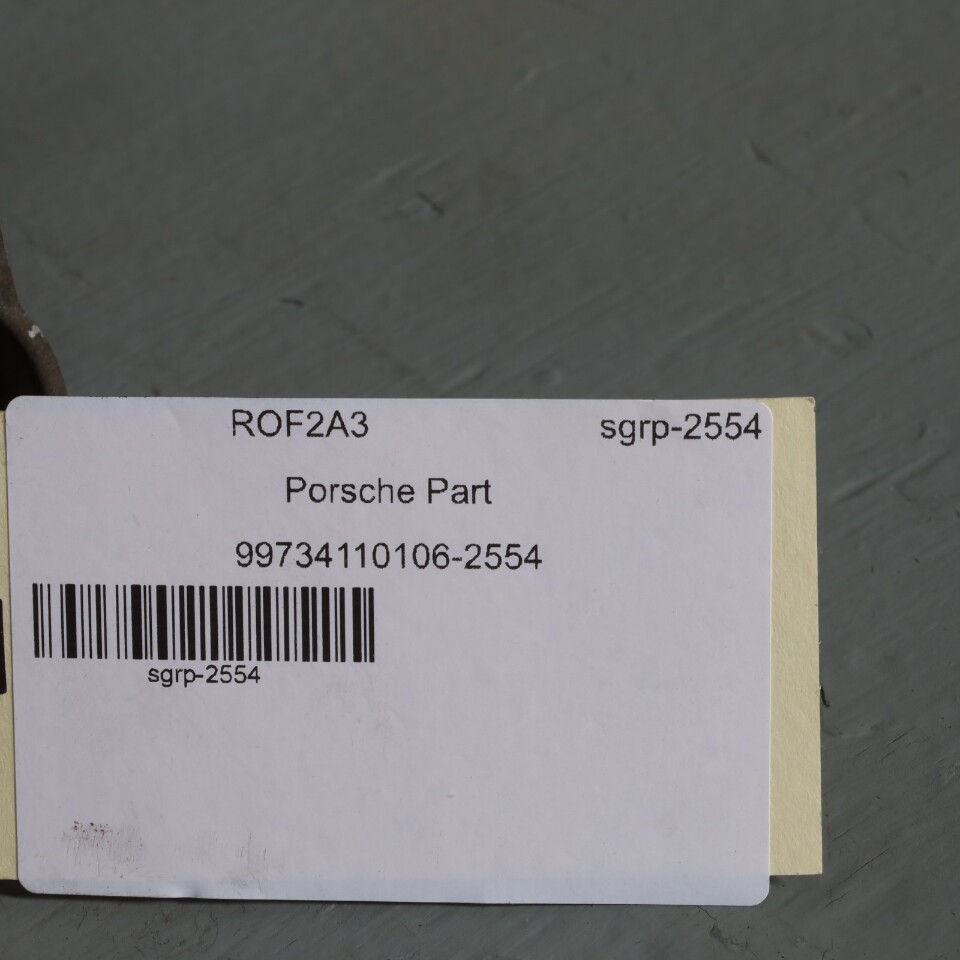 ROF2A3 sgrp-2554
Porsche Part
99734110106-2554
sgrp-2554